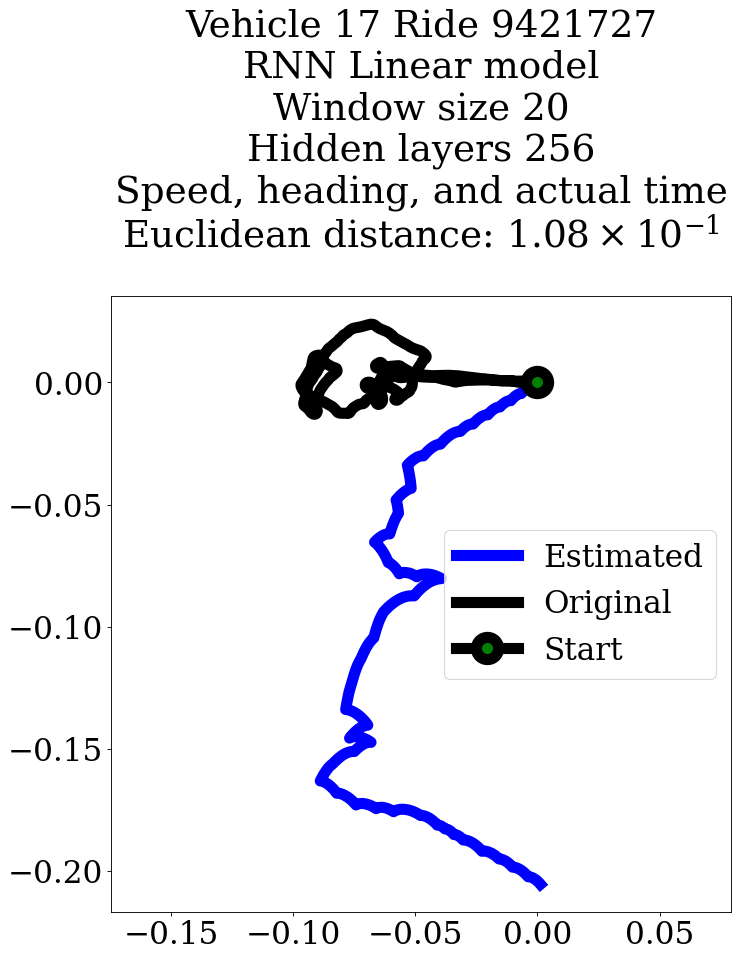 Vehicle 17 Ride 9421727
RNN Linear model
Window size 20
Hidden layers 256
Speed, heading, and actual time
Euclidean distance: 1.08 × 10⁻¹
0.00
−0.05
−0.10
−0.15
−0.20
Estimated
Original
Start
−0.15 −0.10 −0.05 0.00 0.05